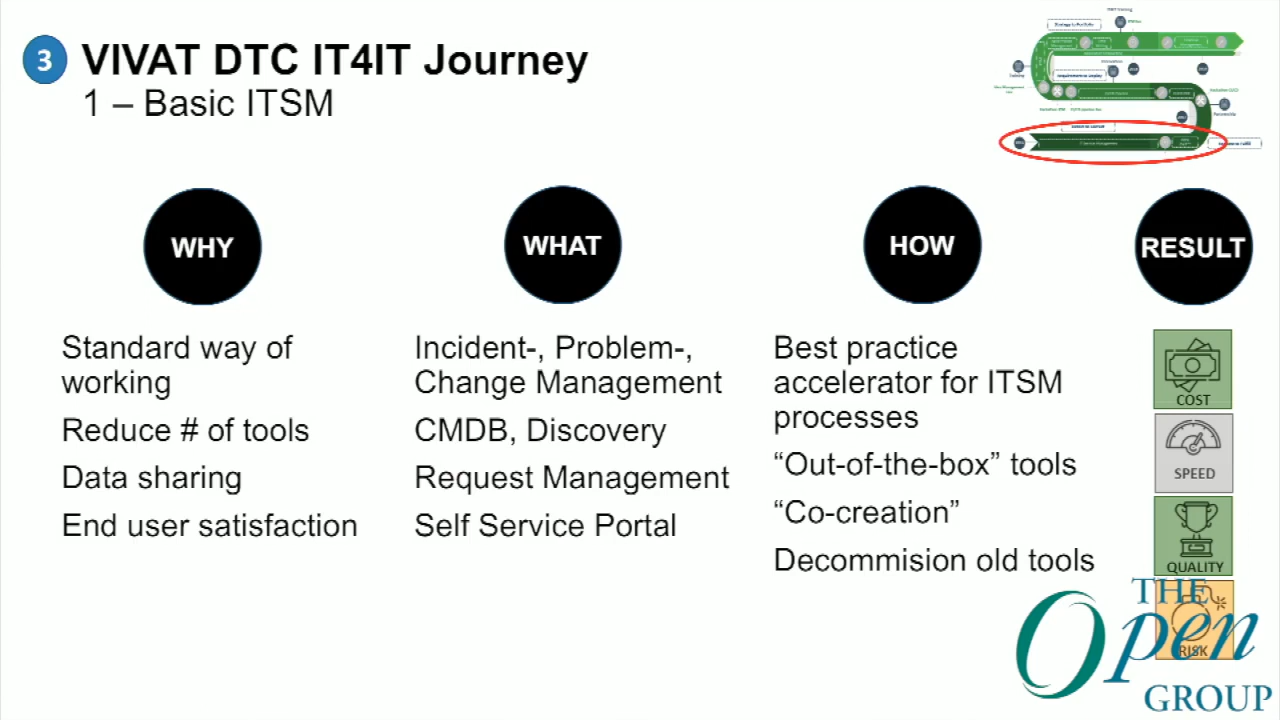 3
VIVAT DTC IT4IT Journey
1 – Basic ITSM
WHY
Standard way of
working
Reduce # of tools
Data sharing
End user satisfaction
WHAT
Incident-, Problem-,
Change Management
CMDB, Discovery
Request Management
Self Service Portal
HOW
Best practice
accelerator for ITSM
processes
“Out-of-the-box” tools
“Co-creation”
Decommision old tools
RESULT
COST
SPEED
QUALITY
RISK
THE
Open
GROUP